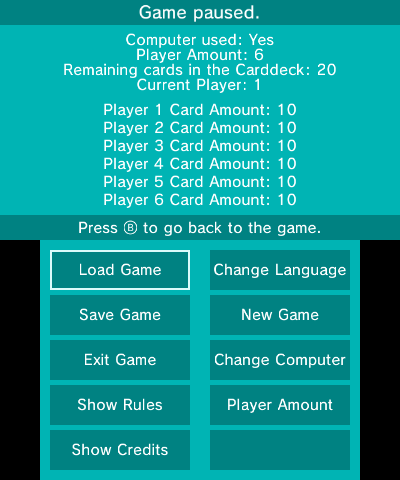 Game paused.
Computer used: Yes
Player Amount: 6
Remaining cards in the Carddeck: 20
Current Player: 1
Player 1 Card Amount: 10
Player 2 Card Amount: 10
Player 3 Card Amount: 10
Player 4 Card Amount: 10
Player 5 Card Amount: 10
Player 6 Card Amount: 10
Press Ⓑ to go back to the game.
Load Game
Change Language
Save Game
New Game
Exit Game
Change Computer
Show Rules
Player Amount
Show Credits